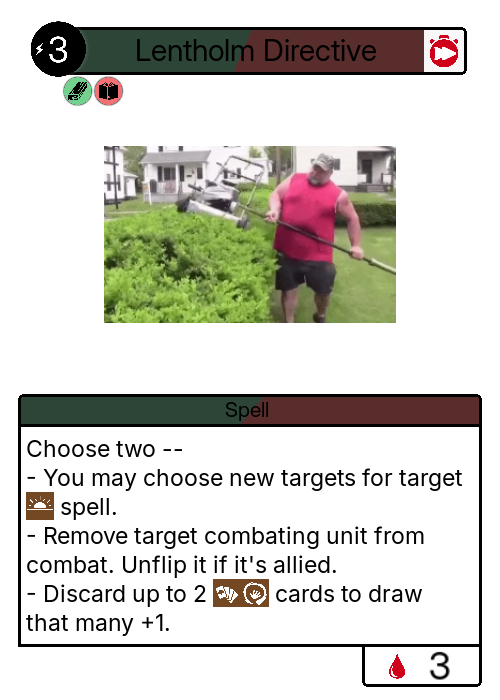 3 Lentholm Directive
Spell
Choose two --
- You may choose new targets for target
spell.
- Remove target combating unit from
combat. Unflip it if it's allied.
- Discard up to 2 cards to draw
that many +1.
3